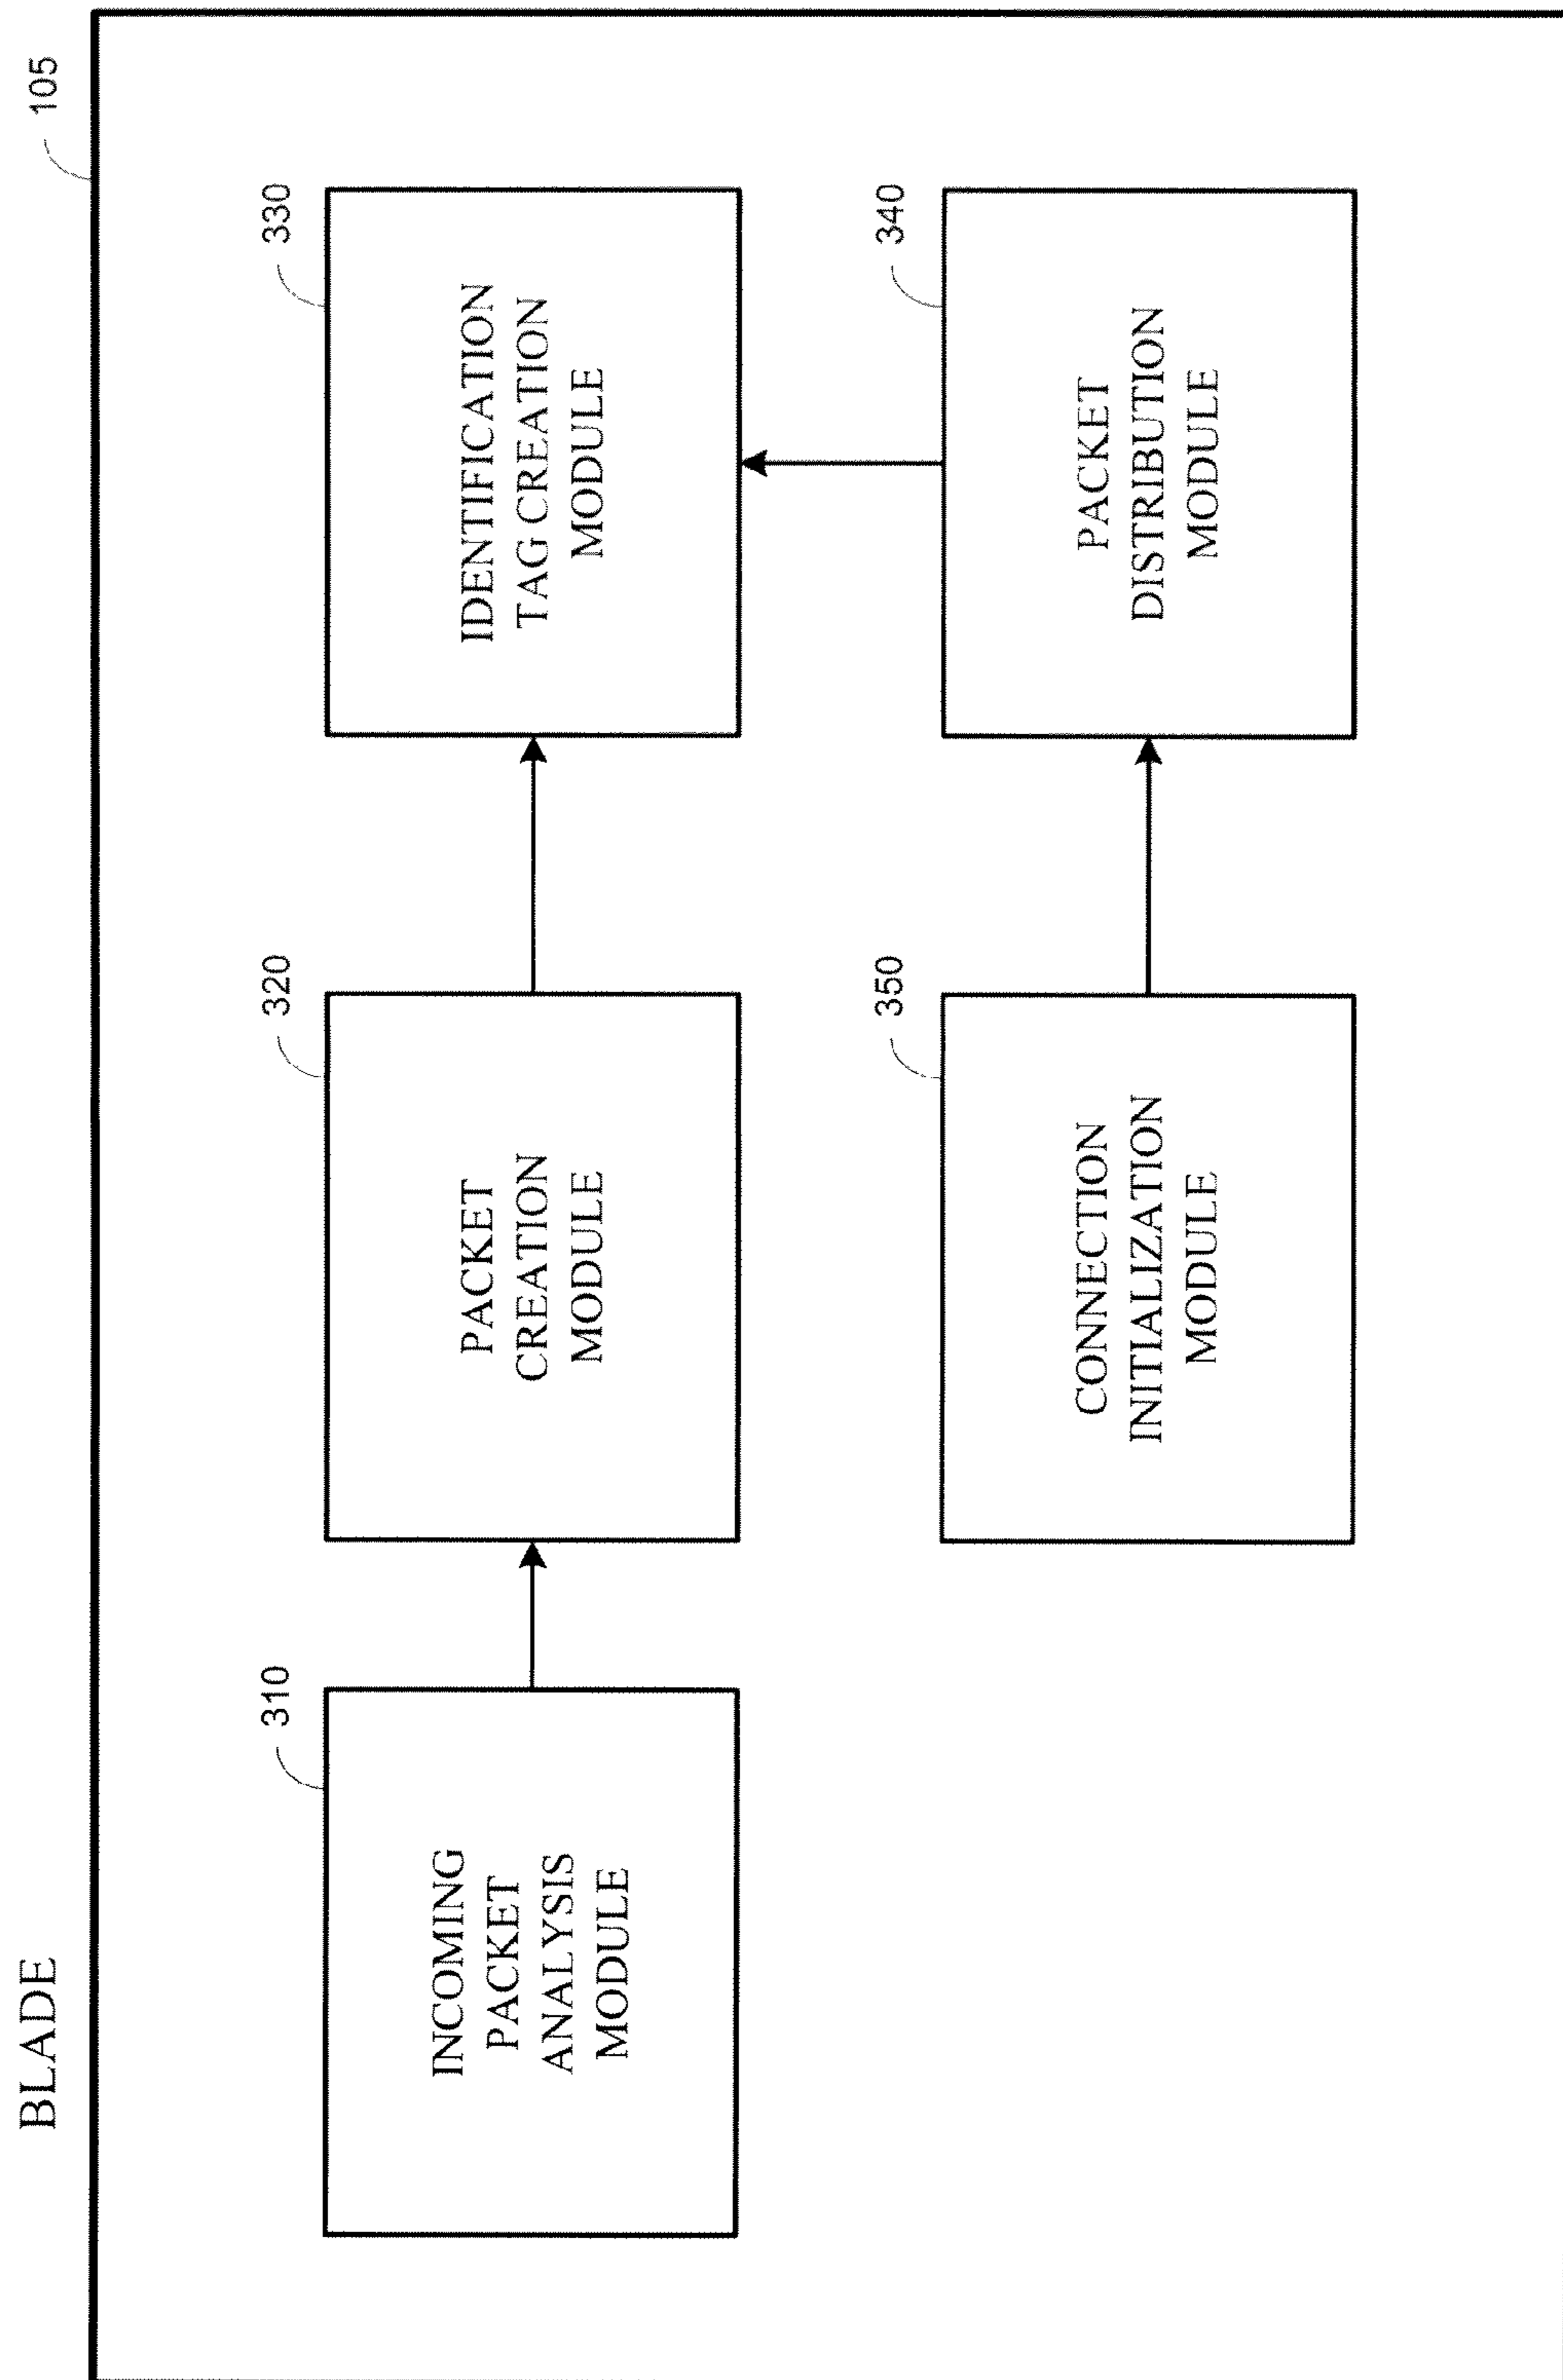 BLADE
105
310
INCOMING
PACKET
ANALYSIS
MODULE
320
PACKET
CREATION
MODULE
330
IDENTIFICATION
TAG CREATION
MODULE
350
CONNECTION
INITIALIZATION
MODULE
340
PACKET
DISTRIBUTION
MODULE